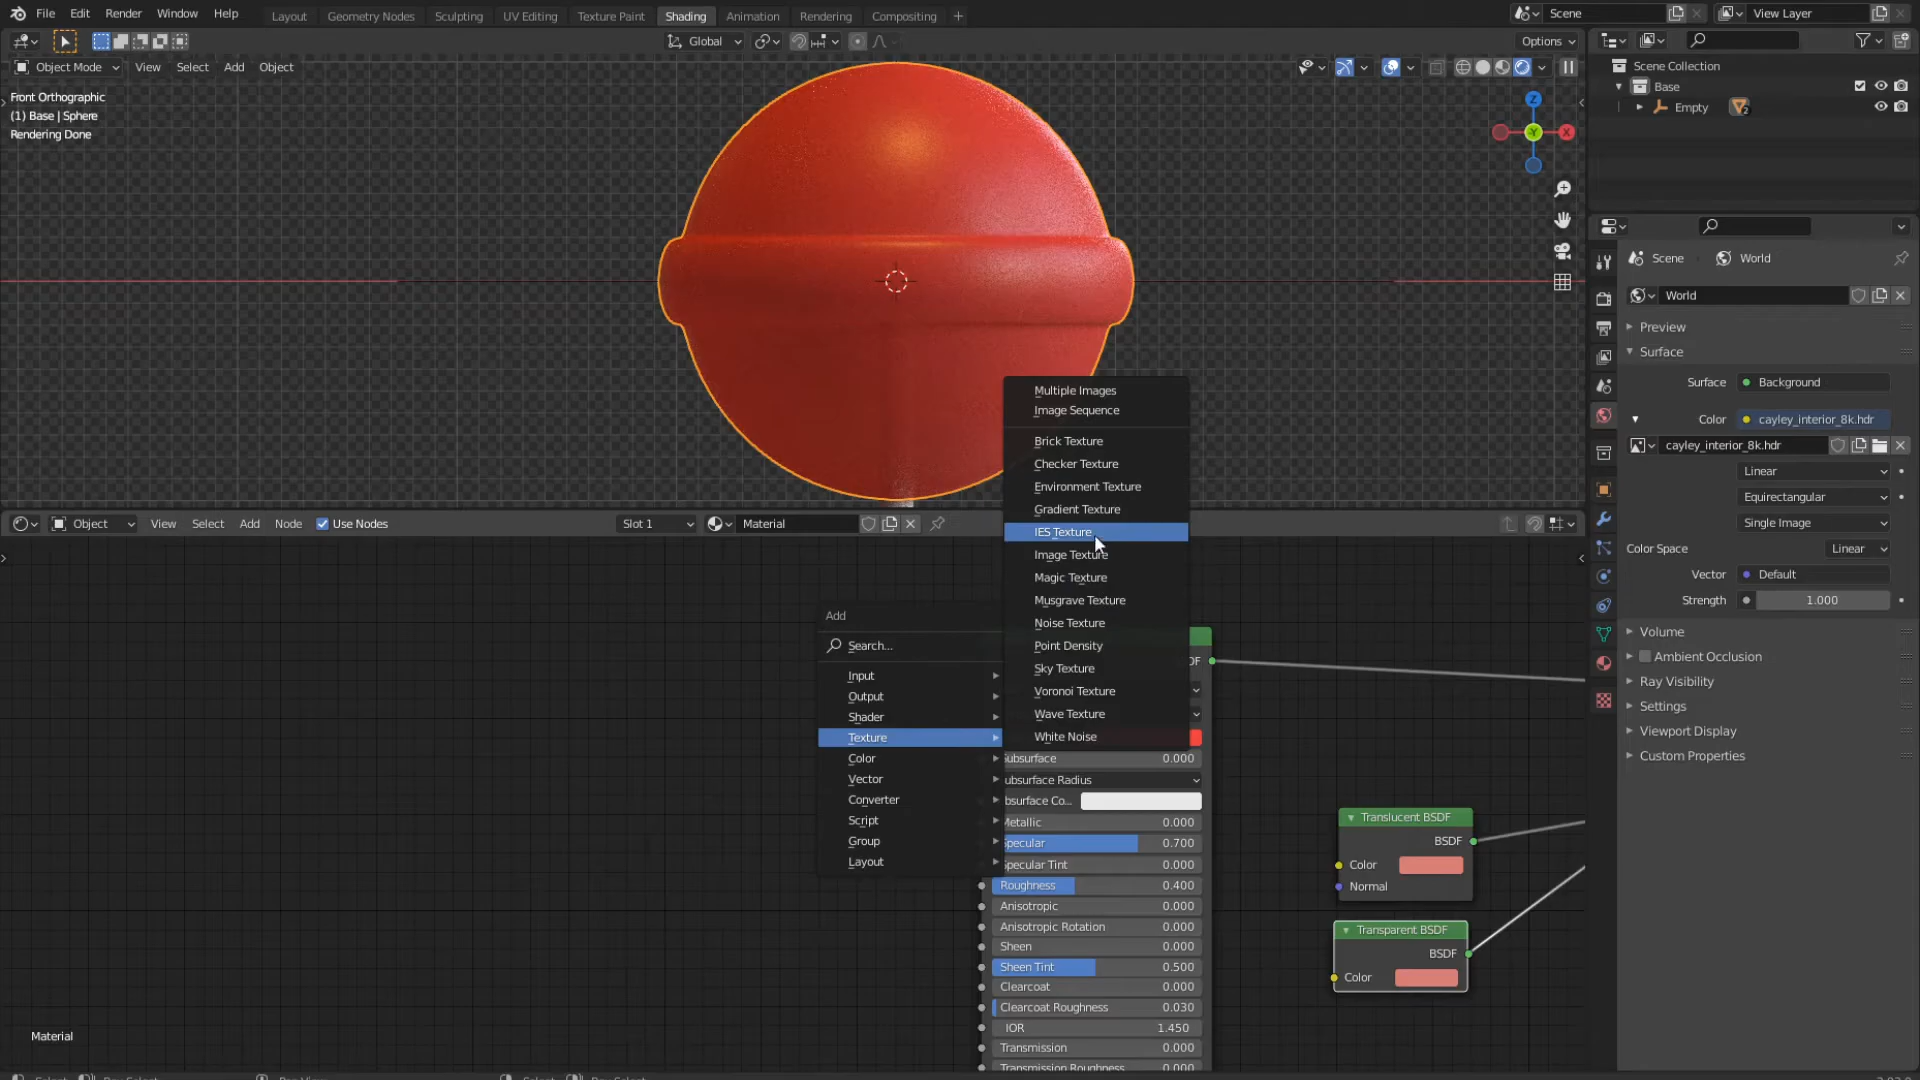 File Edit Render Window Help Layout Geometry Nodes Sculpting UV Editing Texture Paint Shading Animation Rendering Compositing + Scene View Layer
Global Options
Object Mode View Select Add Object
Front Orthographic
(1) Base | Sphere
Rendering Done
Z
Y
X
Scene Collection
Base
Empty
2
Scene World
World
Preview
Surface
Surface Background
Color cayley_interior_8k.hdr
cayley_interior_8k.hdr
Linear
Equirectangular
Single Image
Color Space Linear
Vector Default
Strength 1.000
Volume
Ambient Occlusion
Ray Visibility
Settings
Viewport Display
Custom Properties
Object View Select Add Node Use Nodes Slot 1 Material
Multiple Images
Image Sequence
Brick Texture
Checker Texture
Environment Texture
Gradient Texture
IES Texture
Image Texture
Magic Texture
Musgrave Texture
Noise Texture
Point Density
Sky Texture
Voronoi Texture
Wave Texture
White Noise
Add
Search...
Input
Output
Shader
Texture
Color
Vector
Converter
Script
Group
Layout
DF
ubsurface 0.000
ubsurface Radius
bsurface Co...
Metallic 0.000
pecular 0.700
pecular Tint 0.000
Roughness 0.400
Anisotropic 0.000
Anisotropic Rotation 0.000
Sheen 0.000
Sheen Tint 0.500
Clearcoat 0.000
Clearcoat Roughness 0.030
IOR 1.450
Transmission 0.000
Transmission Roughness 0.000
Translucent BSDF
BSDF
Color
Normal
Transparent BSDF
BSDF
Color
Material